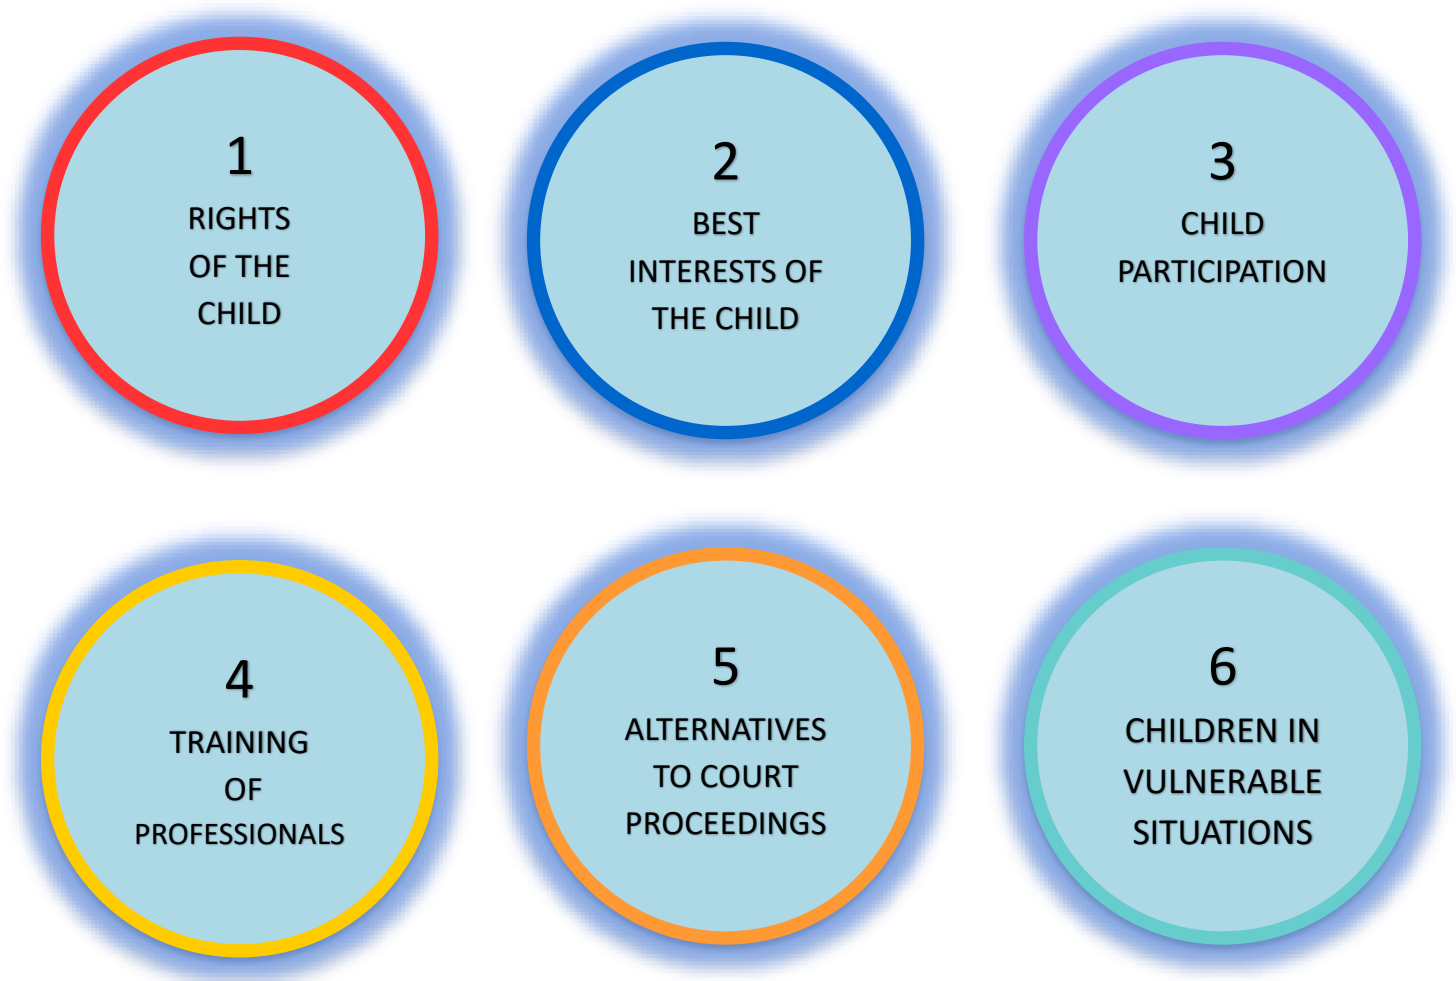 1
RIGHTS
OF THE
CHILD
2
BEST
INTERESTS OF
THE CHILD
3
CHILD
PARTICIPATION
4
TRAINING
OF
PROFESSIONALS
5
ALTERNATIVES
TO COURT
PROCEEDINGS
6
CHILDREN IN
VULNERABLE
SITUATIONS